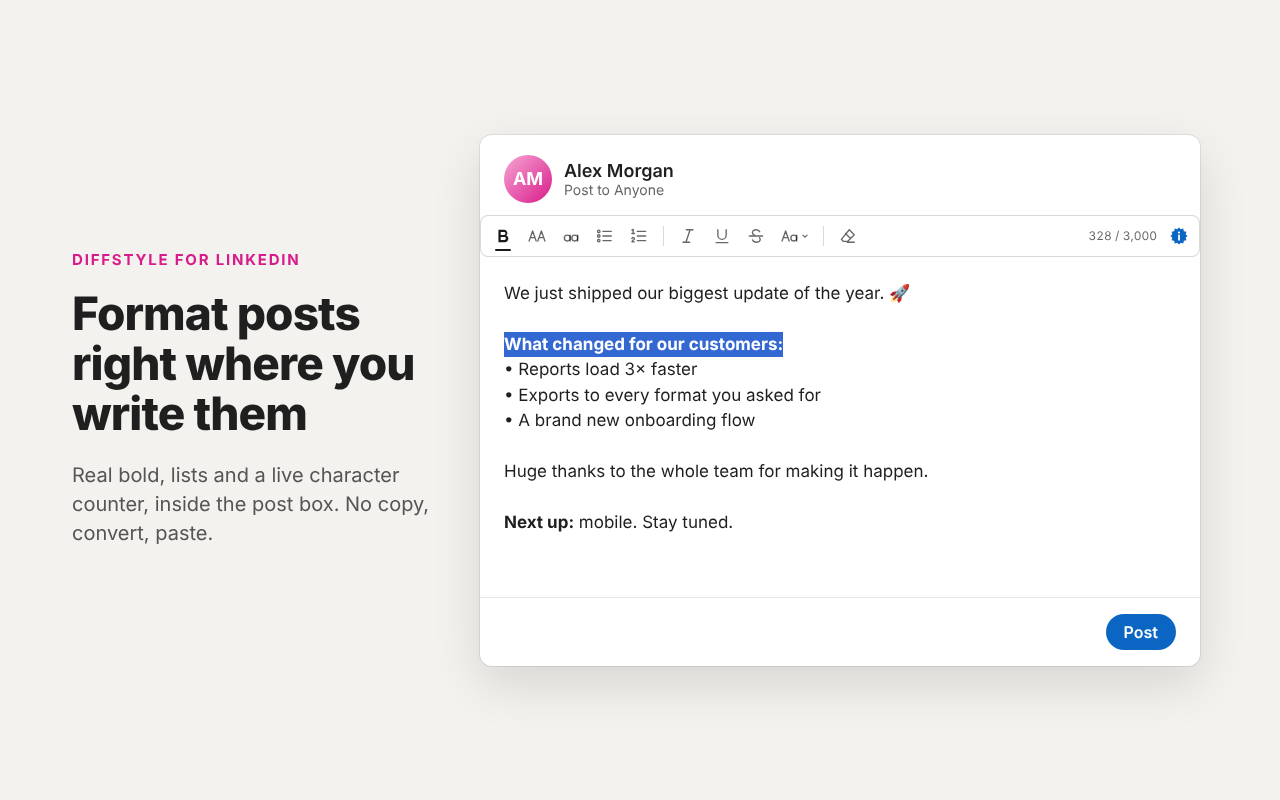 DIFFSTYLE FOR LINKEDIN
Format posts
right where you
write them
Real bold, lists and a live character
counter, inside the post box. No copy,
convert, paste.
AM
Alex Morgan
Post to Anyone
B AA aa I U S Aa
328 / 3,000
We just shipped our biggest update of the year. 🚀
What changed for our customers:
• Reports load 3× faster
• Exports to every format you asked for
• A brand new onboarding flow
Huge thanks to the whole team for making it happen.
Next up: mobile. Stay tuned.
Post